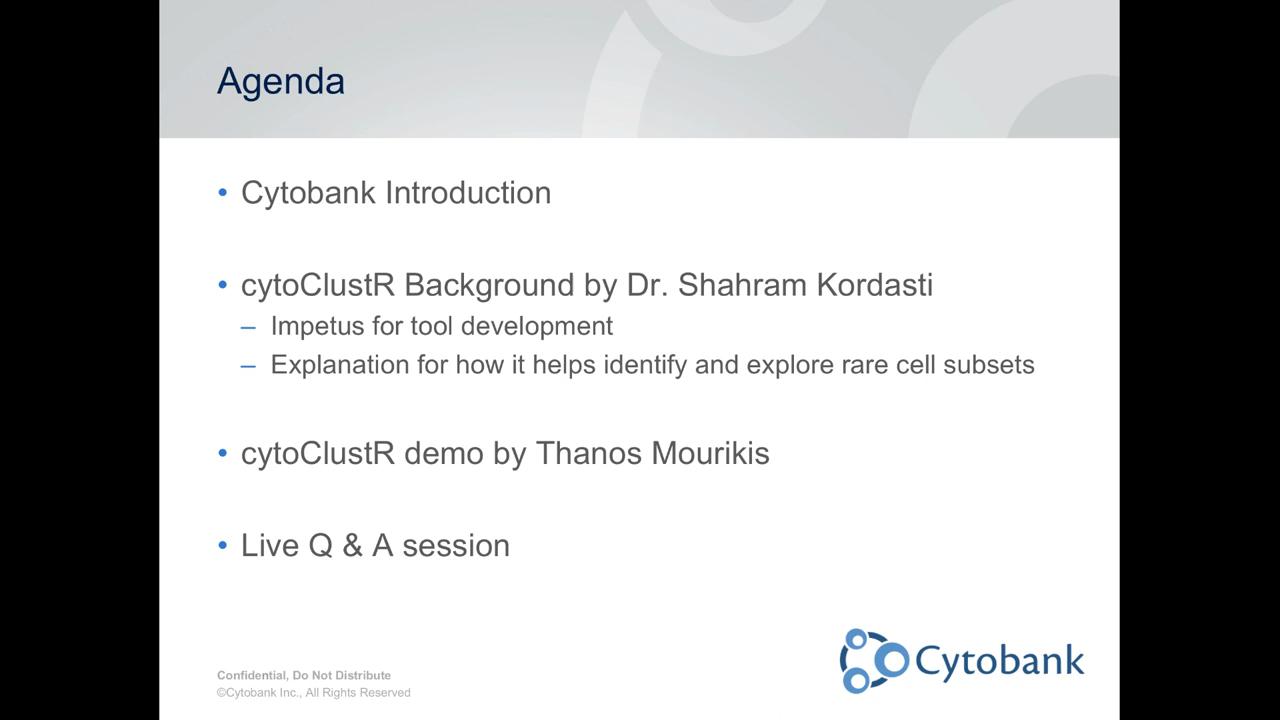 Agenda
• Cytobank Introduction
• cytoClustR Background by Dr. Shahram Kordasti
– Impetus for tool development
– Explanation for how it helps identify and explore rare cell subsets
• cytoClustR demo by Thanos Mourikis
• Live Q & A session
Confidential, Do Not Distribute
©Cytobank Inc., All Rights Reserved
Cytobank